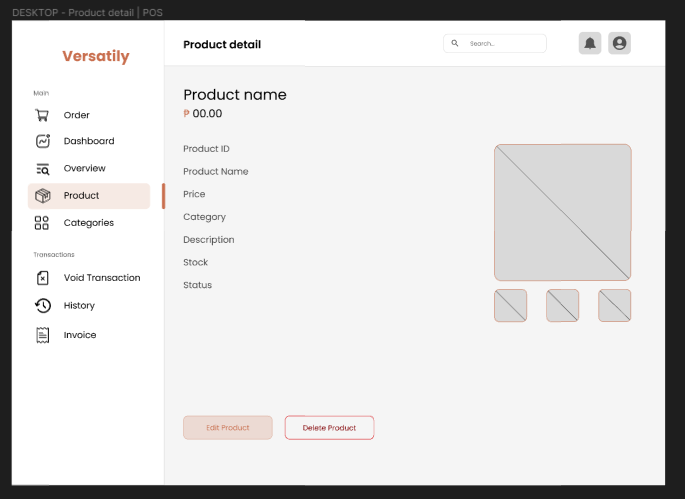 DESKTOP - Product detail | POS
Versatily
Main
Order
Dashboard
Overview
Product
Categories
Transactions
Void Transaction
History
Invoice
Product detail
Search..
Product name
₱ 00.00
Product ID
Product Name
Price
Category
Description
Stock
Status
Edit Product
Delete Product